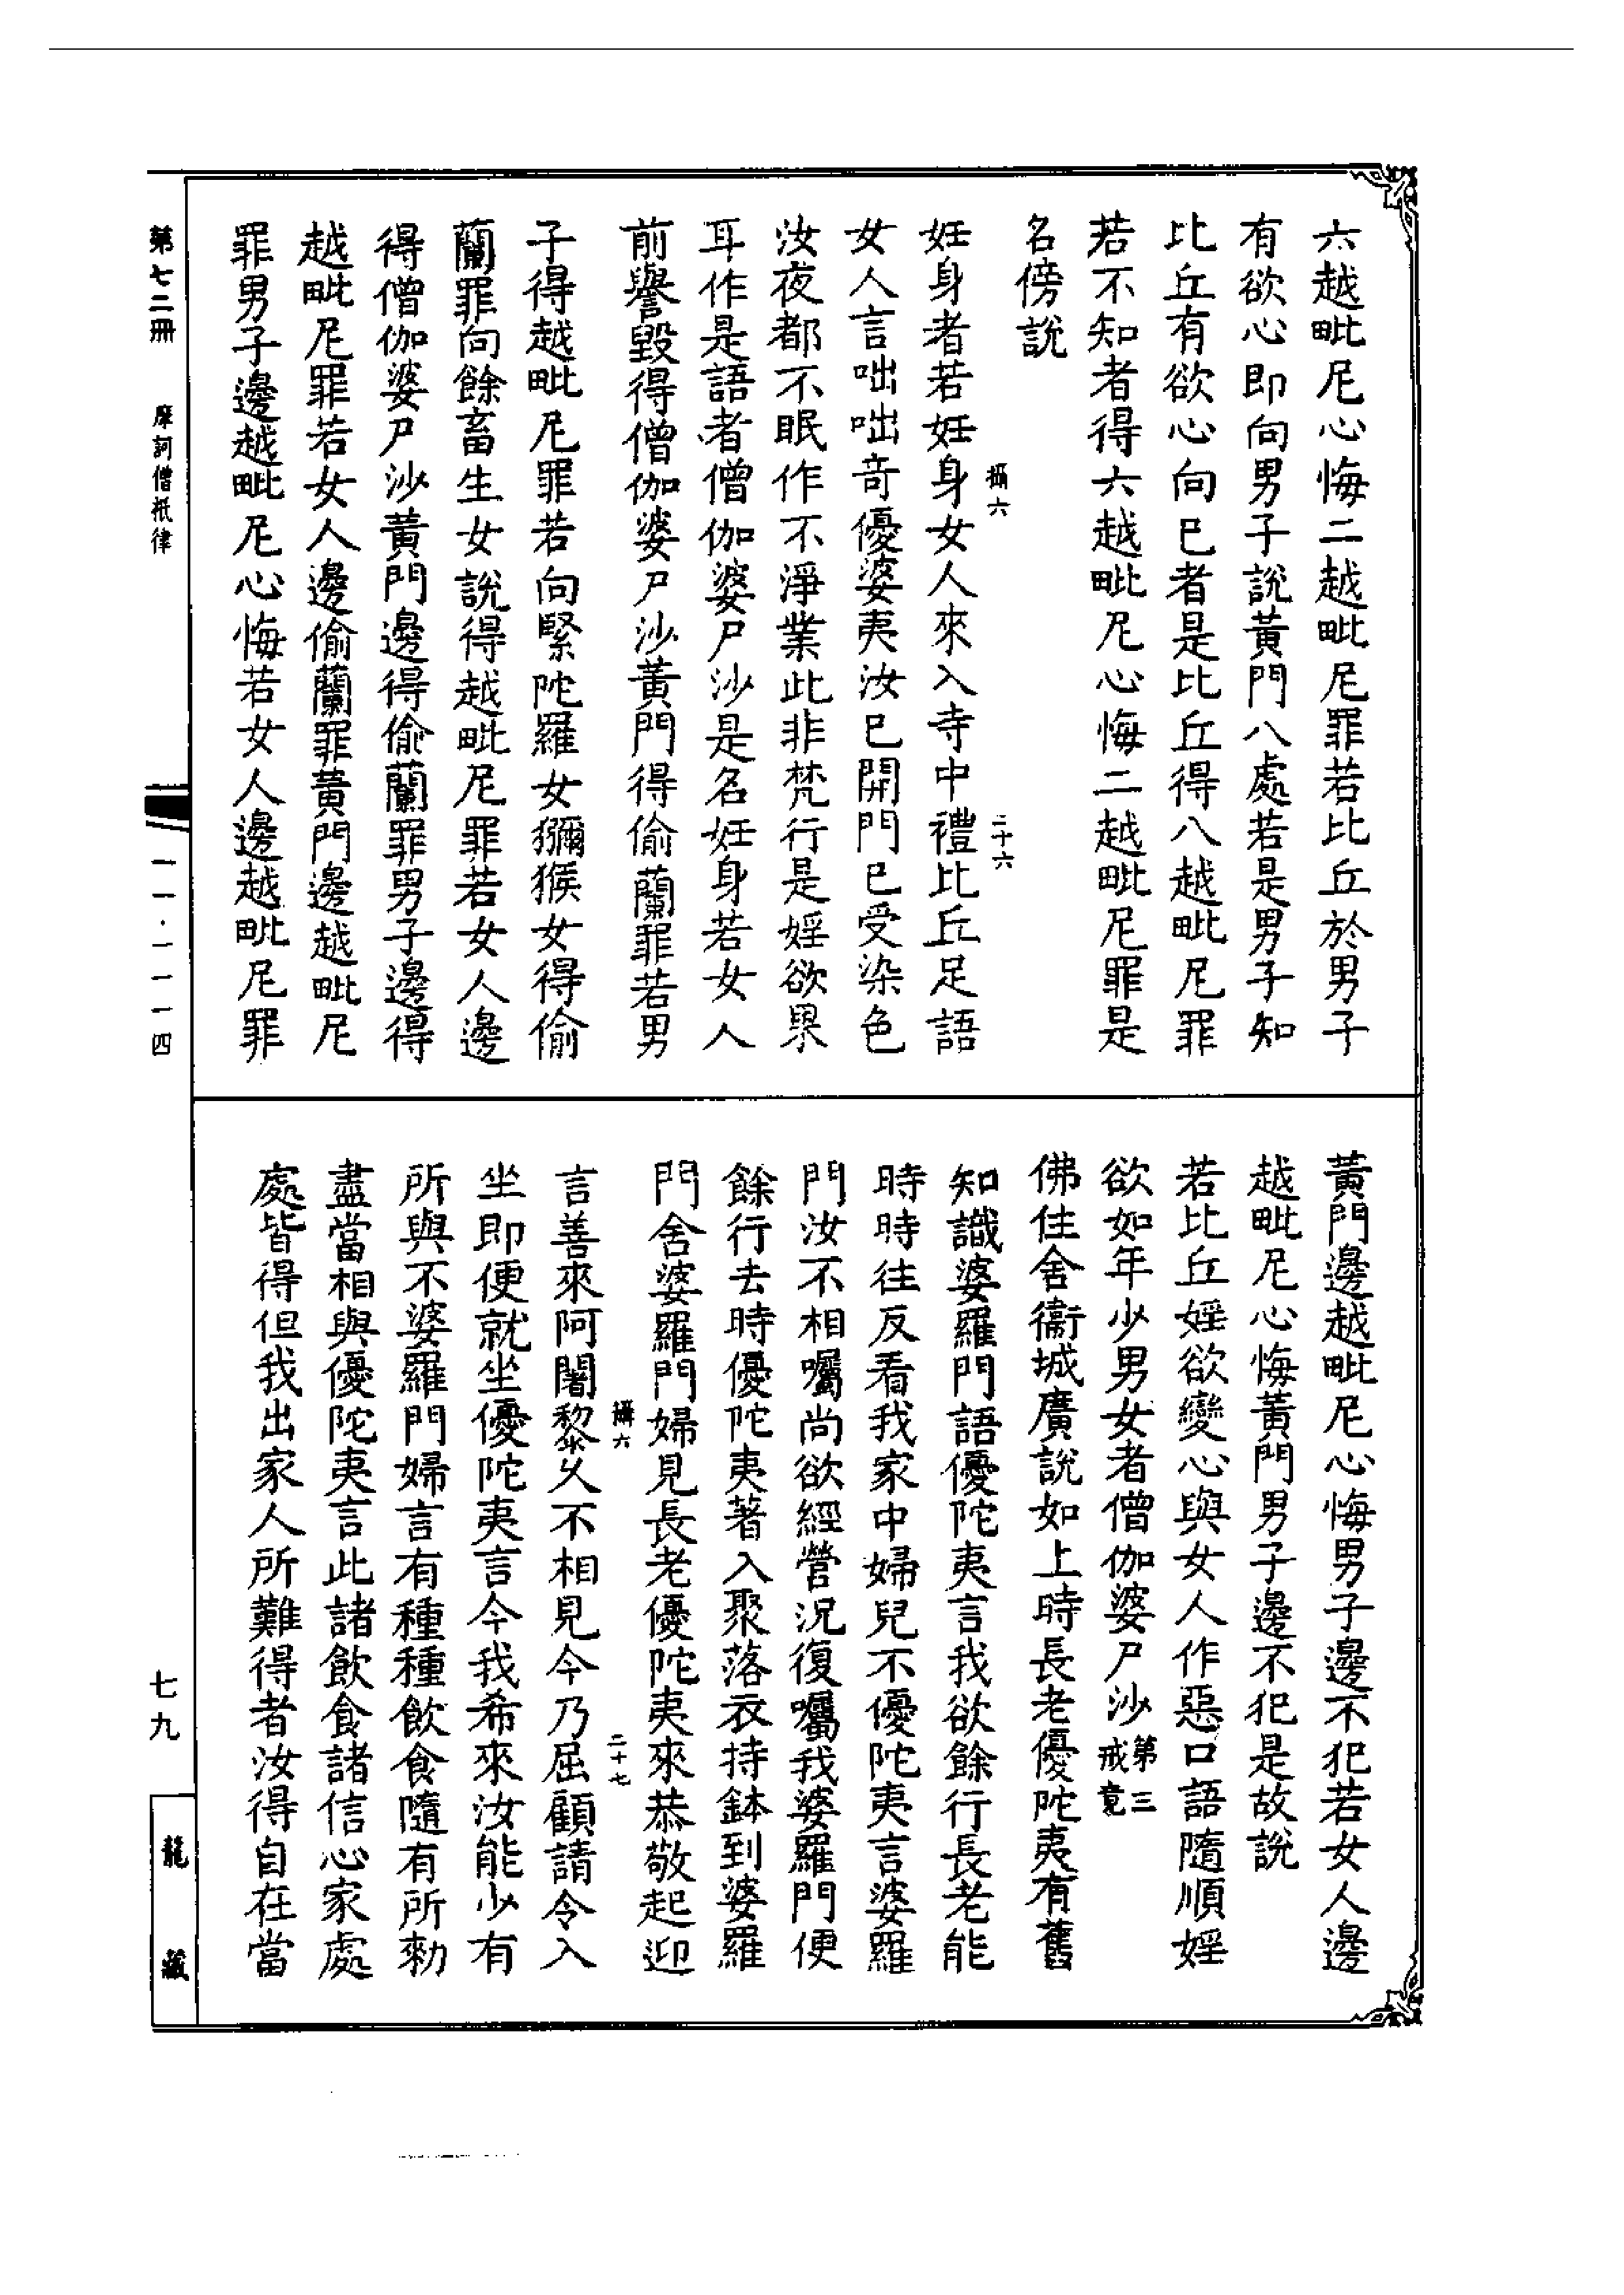 六越毗尼心悔二越毗尼罪若比丘於男子
有欲心即向男子說黃門八處若是男子知
比丘有欲心向已者是比丘得八越毗尼罪
若不知者得六越毗尼心悔二越毗尼罪是
名傍說
攝六
二十六
妊身者若妊身女人來入寺中禮比丘足語
女人言咄咄奇優婆夷汝已開門已受染色
汝夜都不眠作不淨業此非梵行是婬欲果
耳作是語者僧伽婆尸沙是名妊身若女人
前譽毀得僧伽婆尸沙黃門得偷蘭罪若男
子得越毗尼罪若向緊陀羅女獼猴女得偷
蘭罪向餘畜生女說得越毗尼罪若女人邊
得僧伽婆尸沙黃門邊得偷蘭罪男子邊得
越毗尼罪若女人邊偷蘭罪黃門邊越毗尼
罪男子邊越毗尼心悔若女人邊越毗尼罪
黃門邊越毗尼心悔男子邊不犯若女人邊
越毗尼心悔黃門男子邊不犯是故說
若比丘婬欲變心與女人作惡口語隨順婬
欲如年少男女者僧伽婆尸沙第三戒竟
佛住舍衞城廣說如上時長老優陀夷有舊
知識婆羅門語優陀夷言我欲餘行長老能
時時往反看我家中婦兒不優陀夷言婆羅
門汝不相囑尚欲經營況復囑我婆羅門便
餘行去時優陀夷著入聚落衣持鉢到婆羅
門舍婆羅門婦見長老優陀夷來恭敬起迎
攝六
二十七
言善來阿闍黎久不相見今乃屈顧請令入
坐即便就坐優陀夷言今我希來汝能少有
所與不婆羅門婦言有種種飲食隨有所勑
盡當相與優陀夷言此諸飲食諸信心家處
處皆得但我出家人所難得者汝得自在當
第七二冊
摩訶僧祇律
一一·一一一四
七九
龍藏